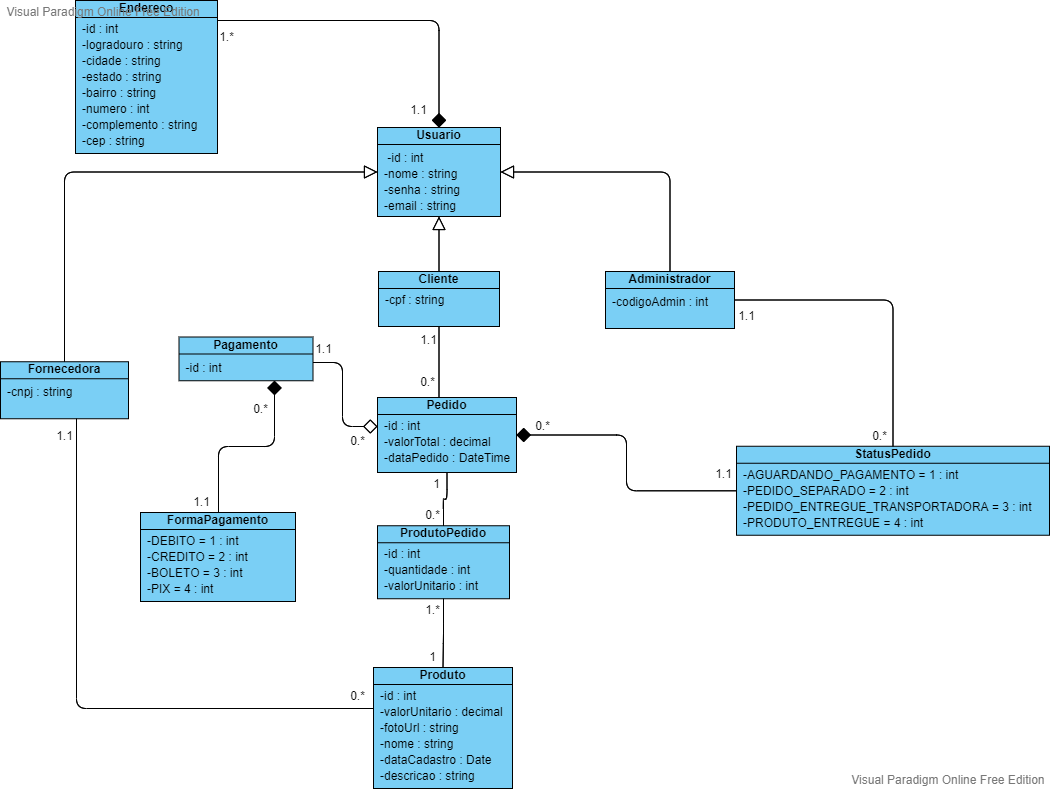 Visual Paradigm Online Free Edition
Endereco
-id : int
-logradouro : string
-cidade : string
-estado : string
-bairro : string
-numero : int
-complemento : string
-cep : string
1.*
1.1
Usuario
-id : int
-nome : string
-senha : string
-email : string
Cliente
-cpf : string
Administrador
-codigoAdmin : int
1.1
1.1
0.*
Pagamento
-id : int
1.1
0.*
Fornecedora
-cnpj : string
1.1
0.*
1.1
FormaPagamento
-DEBITO = 1 : int
-CREDITO = 2 : int
-BOLETO = 3 : int
-PIX = 4 : int
Pedido
-id : int
-valorTotal : decimal
-dataPedido : DateTime
0.*
1.1
0.*
StatusPedido
-AGUARDANDO_PAGAMENTO = 1 : int
-PEDIDO_SEPARADO = 2 : int
-PEDIDO_ENTREGUE_TRANSPORTADORA = 3 : int
-PRODUTO_ENTREGUE = 4 : int
1
0.*
ProdutoPedido
-id : int
-quantidade : int
-valorUnitario : int
1.*
1
0.*
Produto
-id : int
-valorUnitario : decimal
-fotoUrl : string
-nome : string
-dataCadastro : Date
-descricao : string
Visual Paradigm Online Free Edition